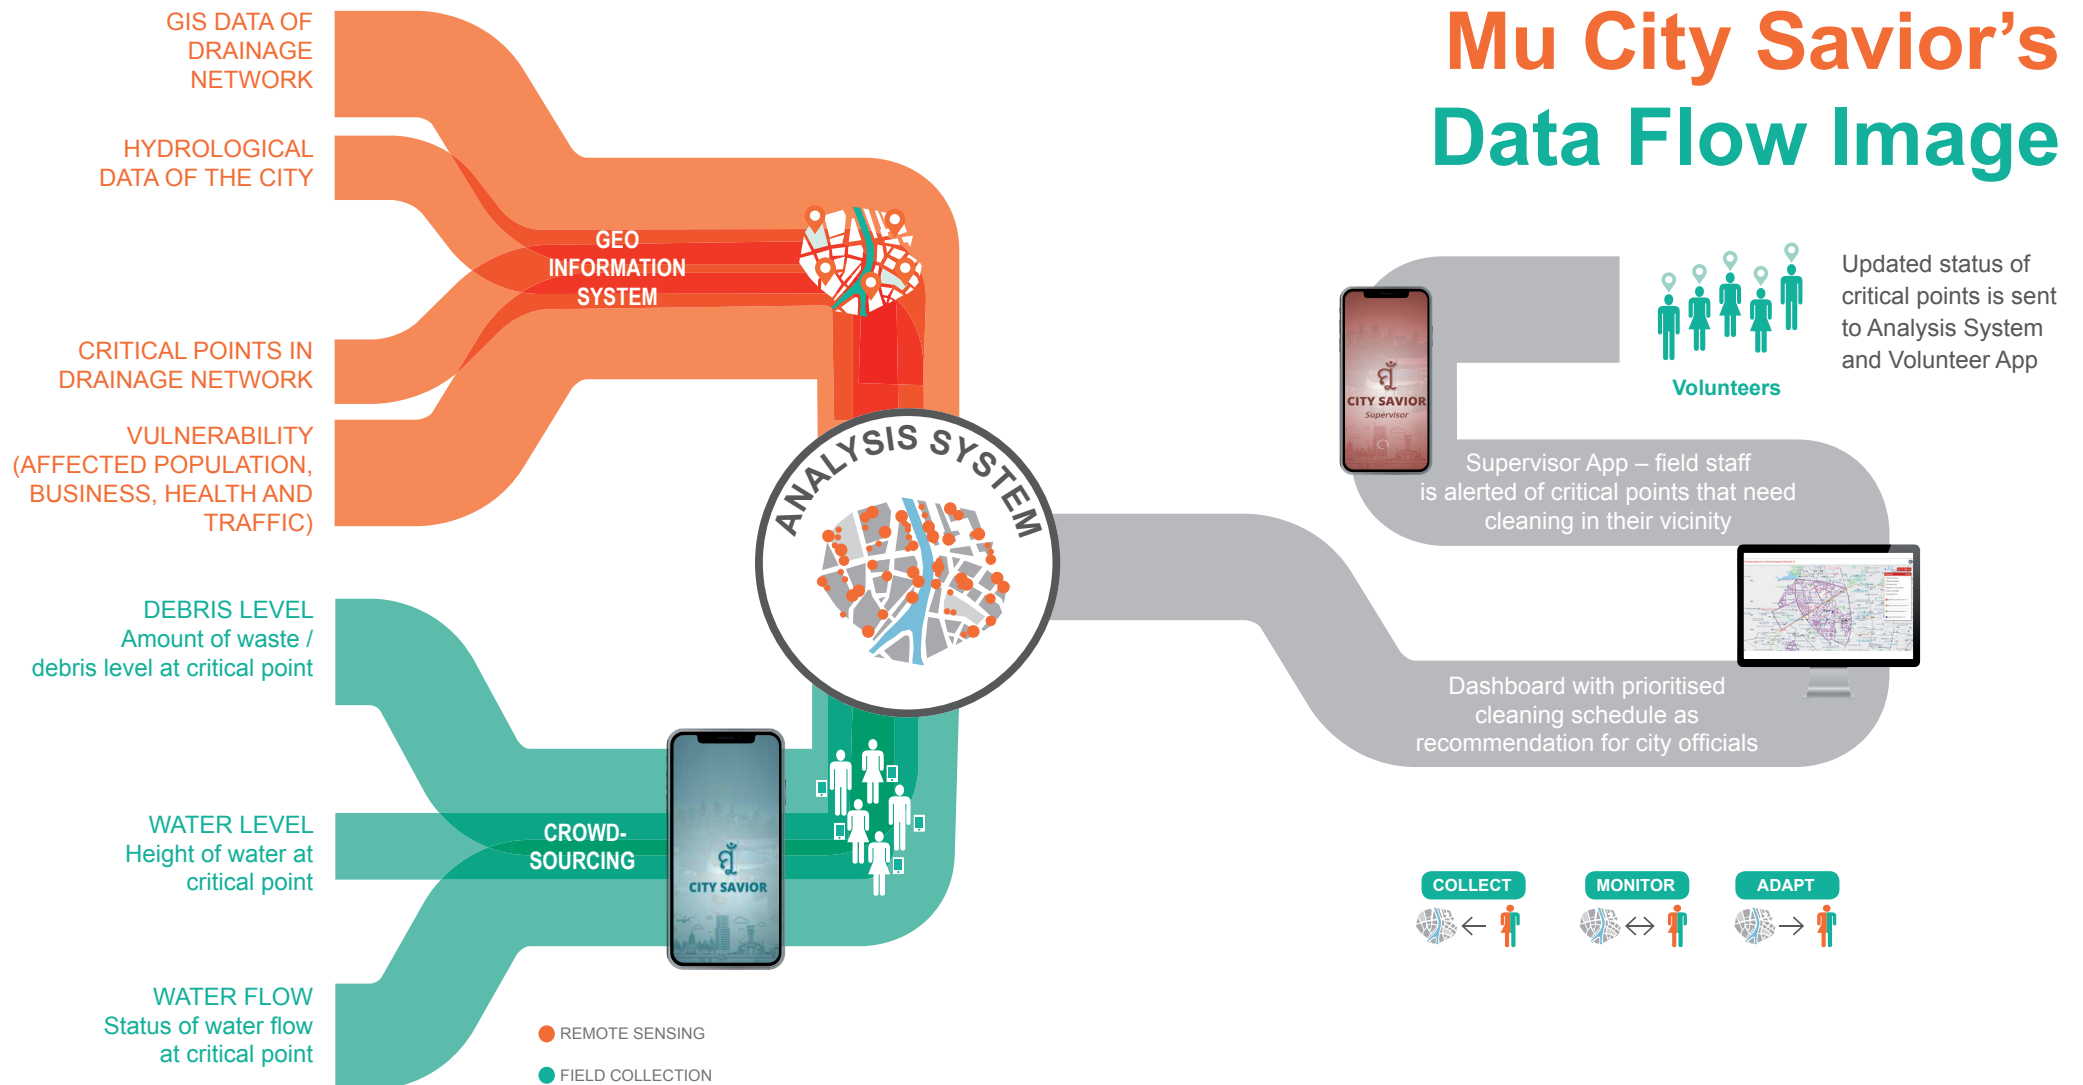 Mu City Savior’s
Data Flow Image
GIS DATA OF
DRAINAGE
NETWORK
HYDROLOGICAL
DATA OF THE CITY
CRITICAL POINTS IN
DRAINAGE NETWORK
VULNERABILITY
(AFFECTED POPULATION,
BUSINESS, HEALTH AND
TRAFFIC)
GEO
INFORMATION
SYSTEM
ANALYSIS SYSTEM
DEBRIS LEVEL
Amount of waste /
debris level at critical point
WATER LEVEL
Height of water at
critical point
WATER FLOW
Status of water flow
at critical point
CROWD-
SOURCING
ମୁଁ
CITY SAVIOR
REMOTE SENSING
FIELD COLLECTION
ମୁଁ
CITY SAVIOR
Supervisor
Volunteers
Updated status of
critical points is sent
to Analysis System
and Volunteer App
Supervisor App – field staff
is alerted of critical points that need
cleaning in their vicinity
Dashboard with prioritised
cleaning schedule as
recommendation for city officials
COLLECT
MONITOR
ADAPT